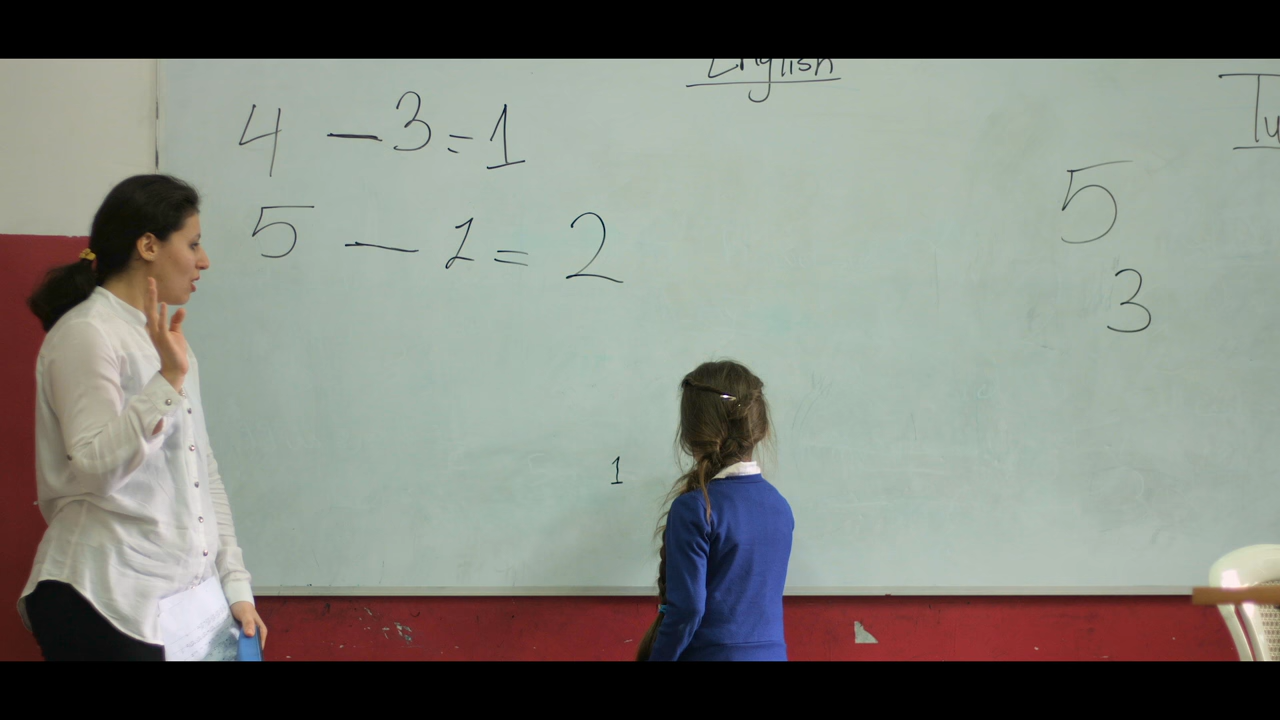 English
4 - 3 = 1
5 - 1 = 2
5
3
1